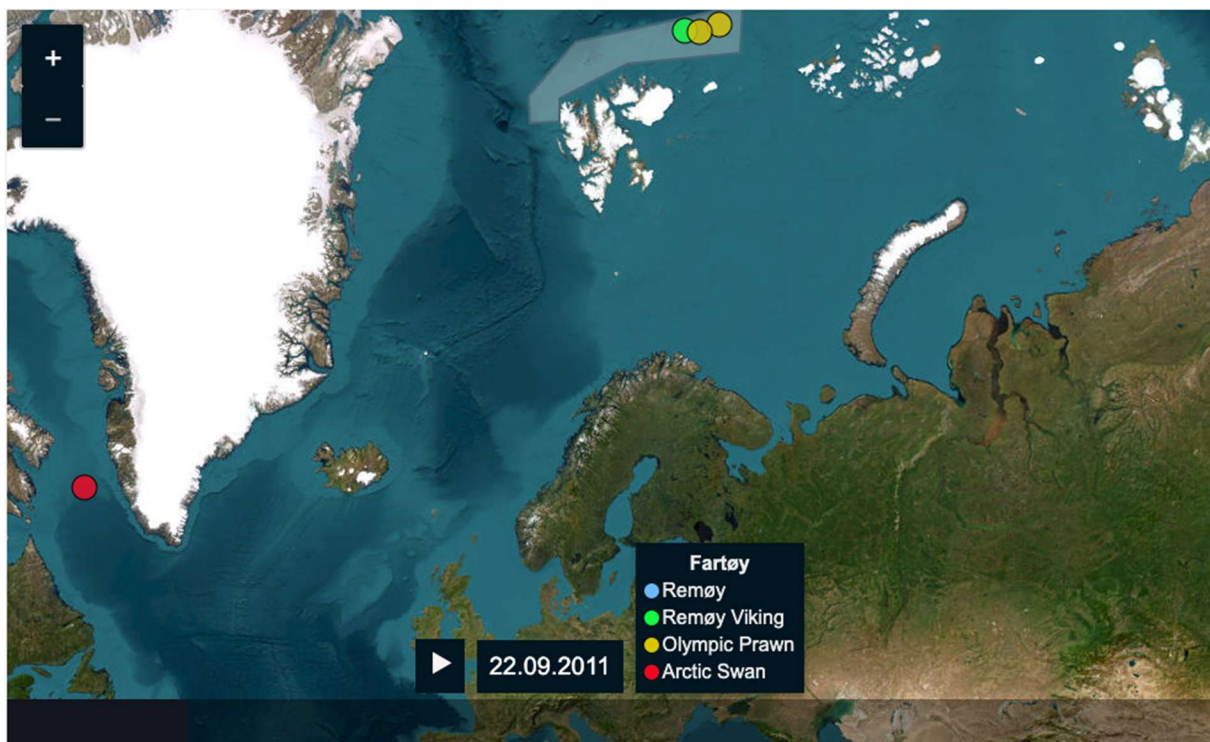 +
−
Fartøy
Remøy
Remøy Viking
Olympic Prawn
Arctic Swan
22.09.2011